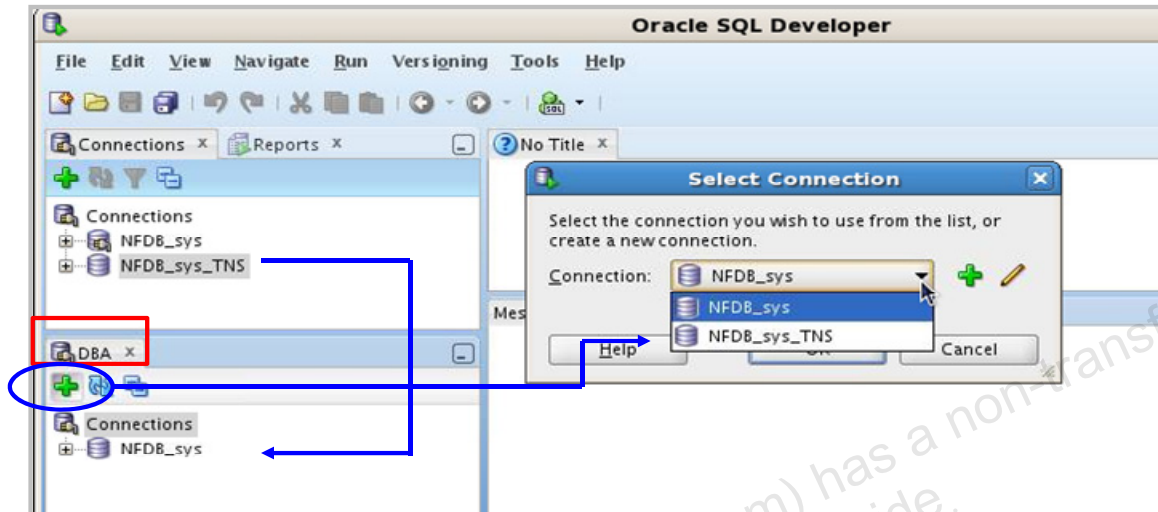 Oracle SQL Developer
File Edit View Navigate Run Versioning Tools Help
SQL
Connections x Reports x
No Title x
Connections
NFDB_sys
NFDB_sys_TNS
Select Connection
Select the connection you wish to use from the list, or
create a new connection.
Connection: NFDB_sys
NFDB_sys
NFDB_sys_TNS
Help Cancel
Mes
DBA x
Connections
NFDB_sys
has a non-transf